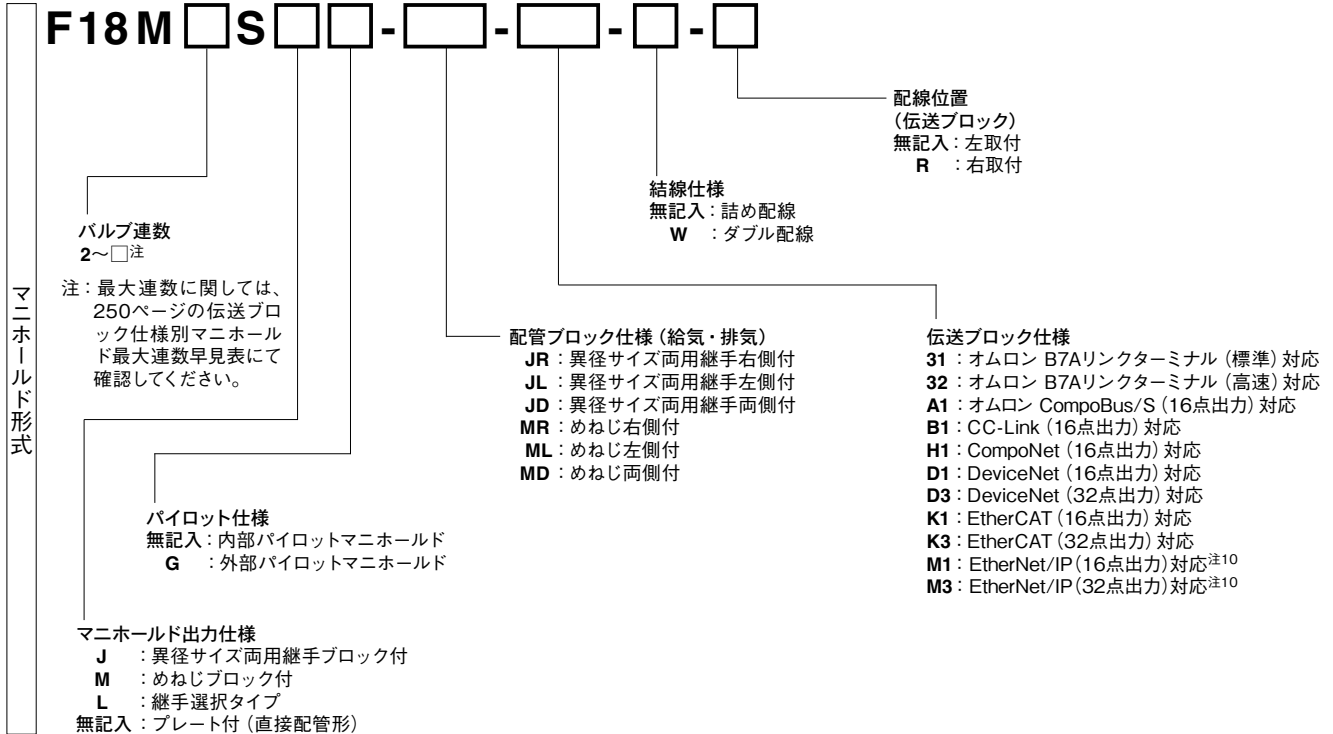 F18M□S□□-□-□-□-□
マニホールド形式
配線位置
（伝送ブロック）
無記入：左取付
R ：右取付
結線仕様
無記入：詰め配線
W ：ダブル配線
バルブ連数
2～□注
注：最大連数に関しては、
250ページの伝送ブロ
ック仕様別マニホール
ド最大連数早見表にて
確認してください。
配管ブロック仕様（給気・排気）
JR：異径サイズ両用継手右側付
JL：異径サイズ両用継手左側付
JD：異径サイズ両用継手両側付
MR：めねじ右側付
ML：めねじ左側付
MD：めねじ両側付
伝送ブロック仕様
31：オムロン B7Aリンクターミナル（標準）対応
32：オムロン B7Aリンクターミナル（高速）対応
A1：オムロン CompoBus/S（16点出力）対応
B1：CC-Link（16点出力）対応
H1：CompoNet（16点出力）対応
D1：DeviceNet（16点出力）対応
D3：DeviceNet（32点出力）対応
K1：EtherCAT（16点出力）対応
K3：EtherCAT（32点出力）対応
M1：EtherNet/IP（16点出力）対応注10
M3：EtherNet/IP（32点出力）対応注10
パイロット仕様
無記入：内部パイロットマニホールド
G ：外部パイロットマニホールド
マニホールド出力仕様
J ：異径サイズ両用継手ブロック付
M ：めねじブロック付
L ：継手選択タイプ
無記入：プレート付（直接配管形）